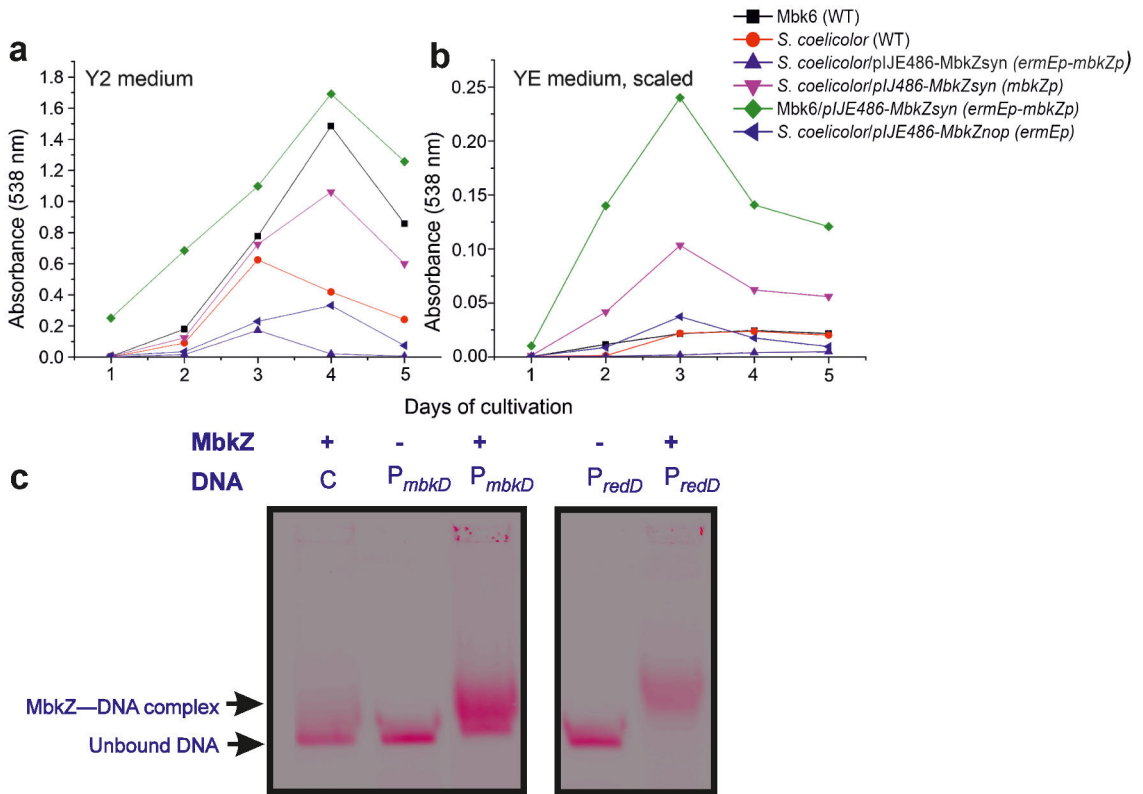 Mbk6 (WT)
S. coelicolor (WT)
S. coelicolor/pIJE486-MbkZsyn (ermEp-mbkZp)
S. coelicolor/pIJ486-MbkZsyn (mbkZp)
Mbk6/pIJE486-MbkZsyn (ermEp-mbkZp)
S. coelicolor/pIJE486-MbkZnop (ermEp)
a
Y2 medium
Absorbance (538 nm)
1.8
1.6
1.4
1.2
1.0
0.8
0.6
0.4
0.2
0.0
1 2 3 4 5
b
YE medium, scaled
Absorbance (538 nm)
0.25
0.20
0.15
0.10
0.05
0.00
1 2 3 4 5
Days of cultivation
c
MbkZ + - + - +
DNA C PmbkD PmbkD PredD PredD
MbkZ—DNA complex
Unbound DNA